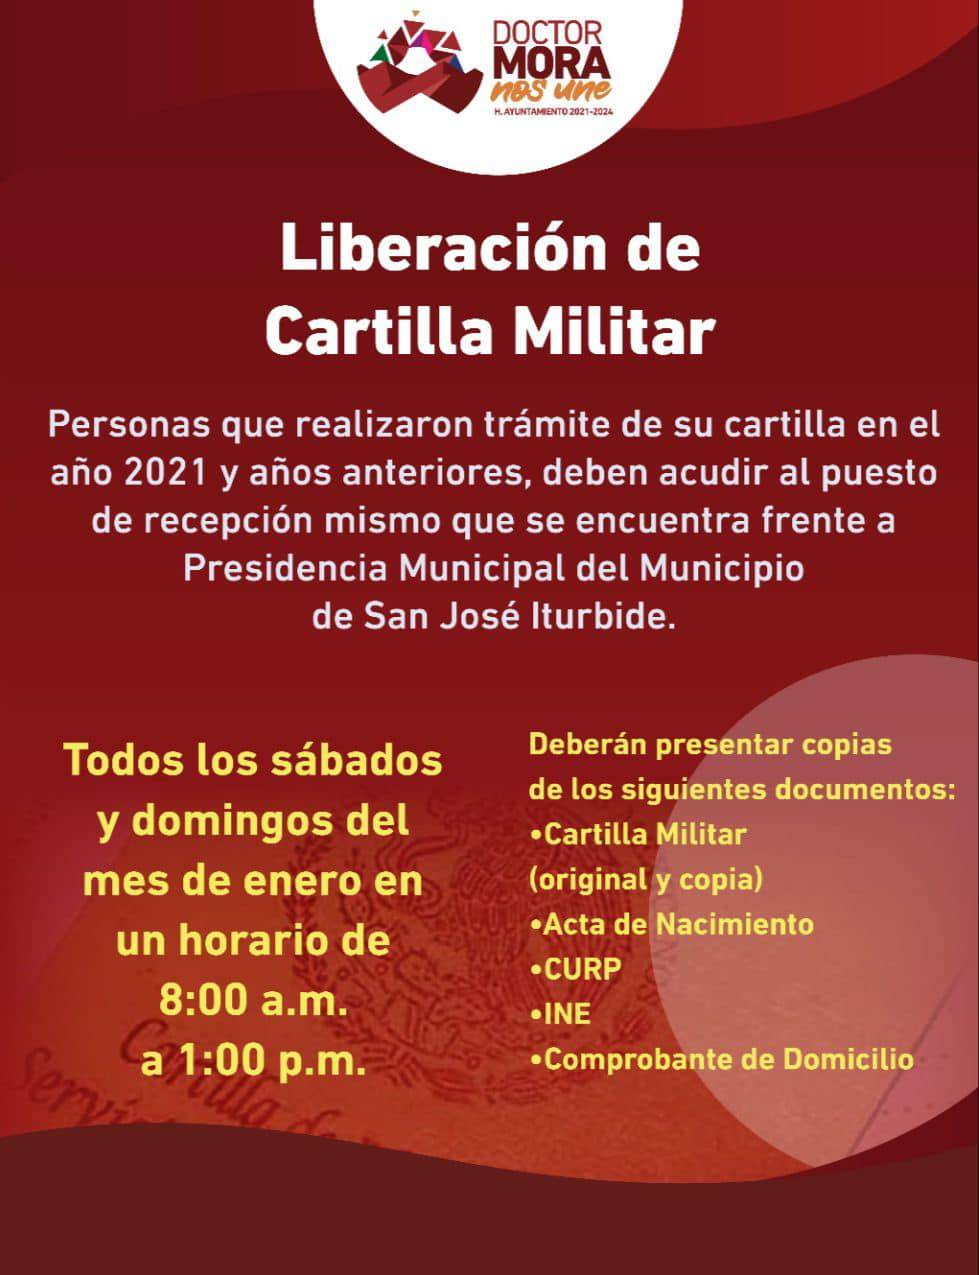 DOCTOR
MORA
nos une
H. AYUNTAMIENTO 2021-2024
Liberación de
Cartilla Militar
Personas que realizaron trámite de su cartilla en el
año 2021 y años anteriores, deben acudir al puesto
de recepción mismo que se encuentra frente a
Presidencia Municipal del Municipio
de San José Iturbide.
Todos los sábados
y domingos del
mes de enero en
un horario de
8:00 a.m.
a 1:00 p.m.
Deberán presentar copias
de los siguientes documentos:
•Cartilla Militar
(original y copia)
•Acta de Nacimiento
•CURP
•INE
•Comprobante de Domicilio
Cartilla